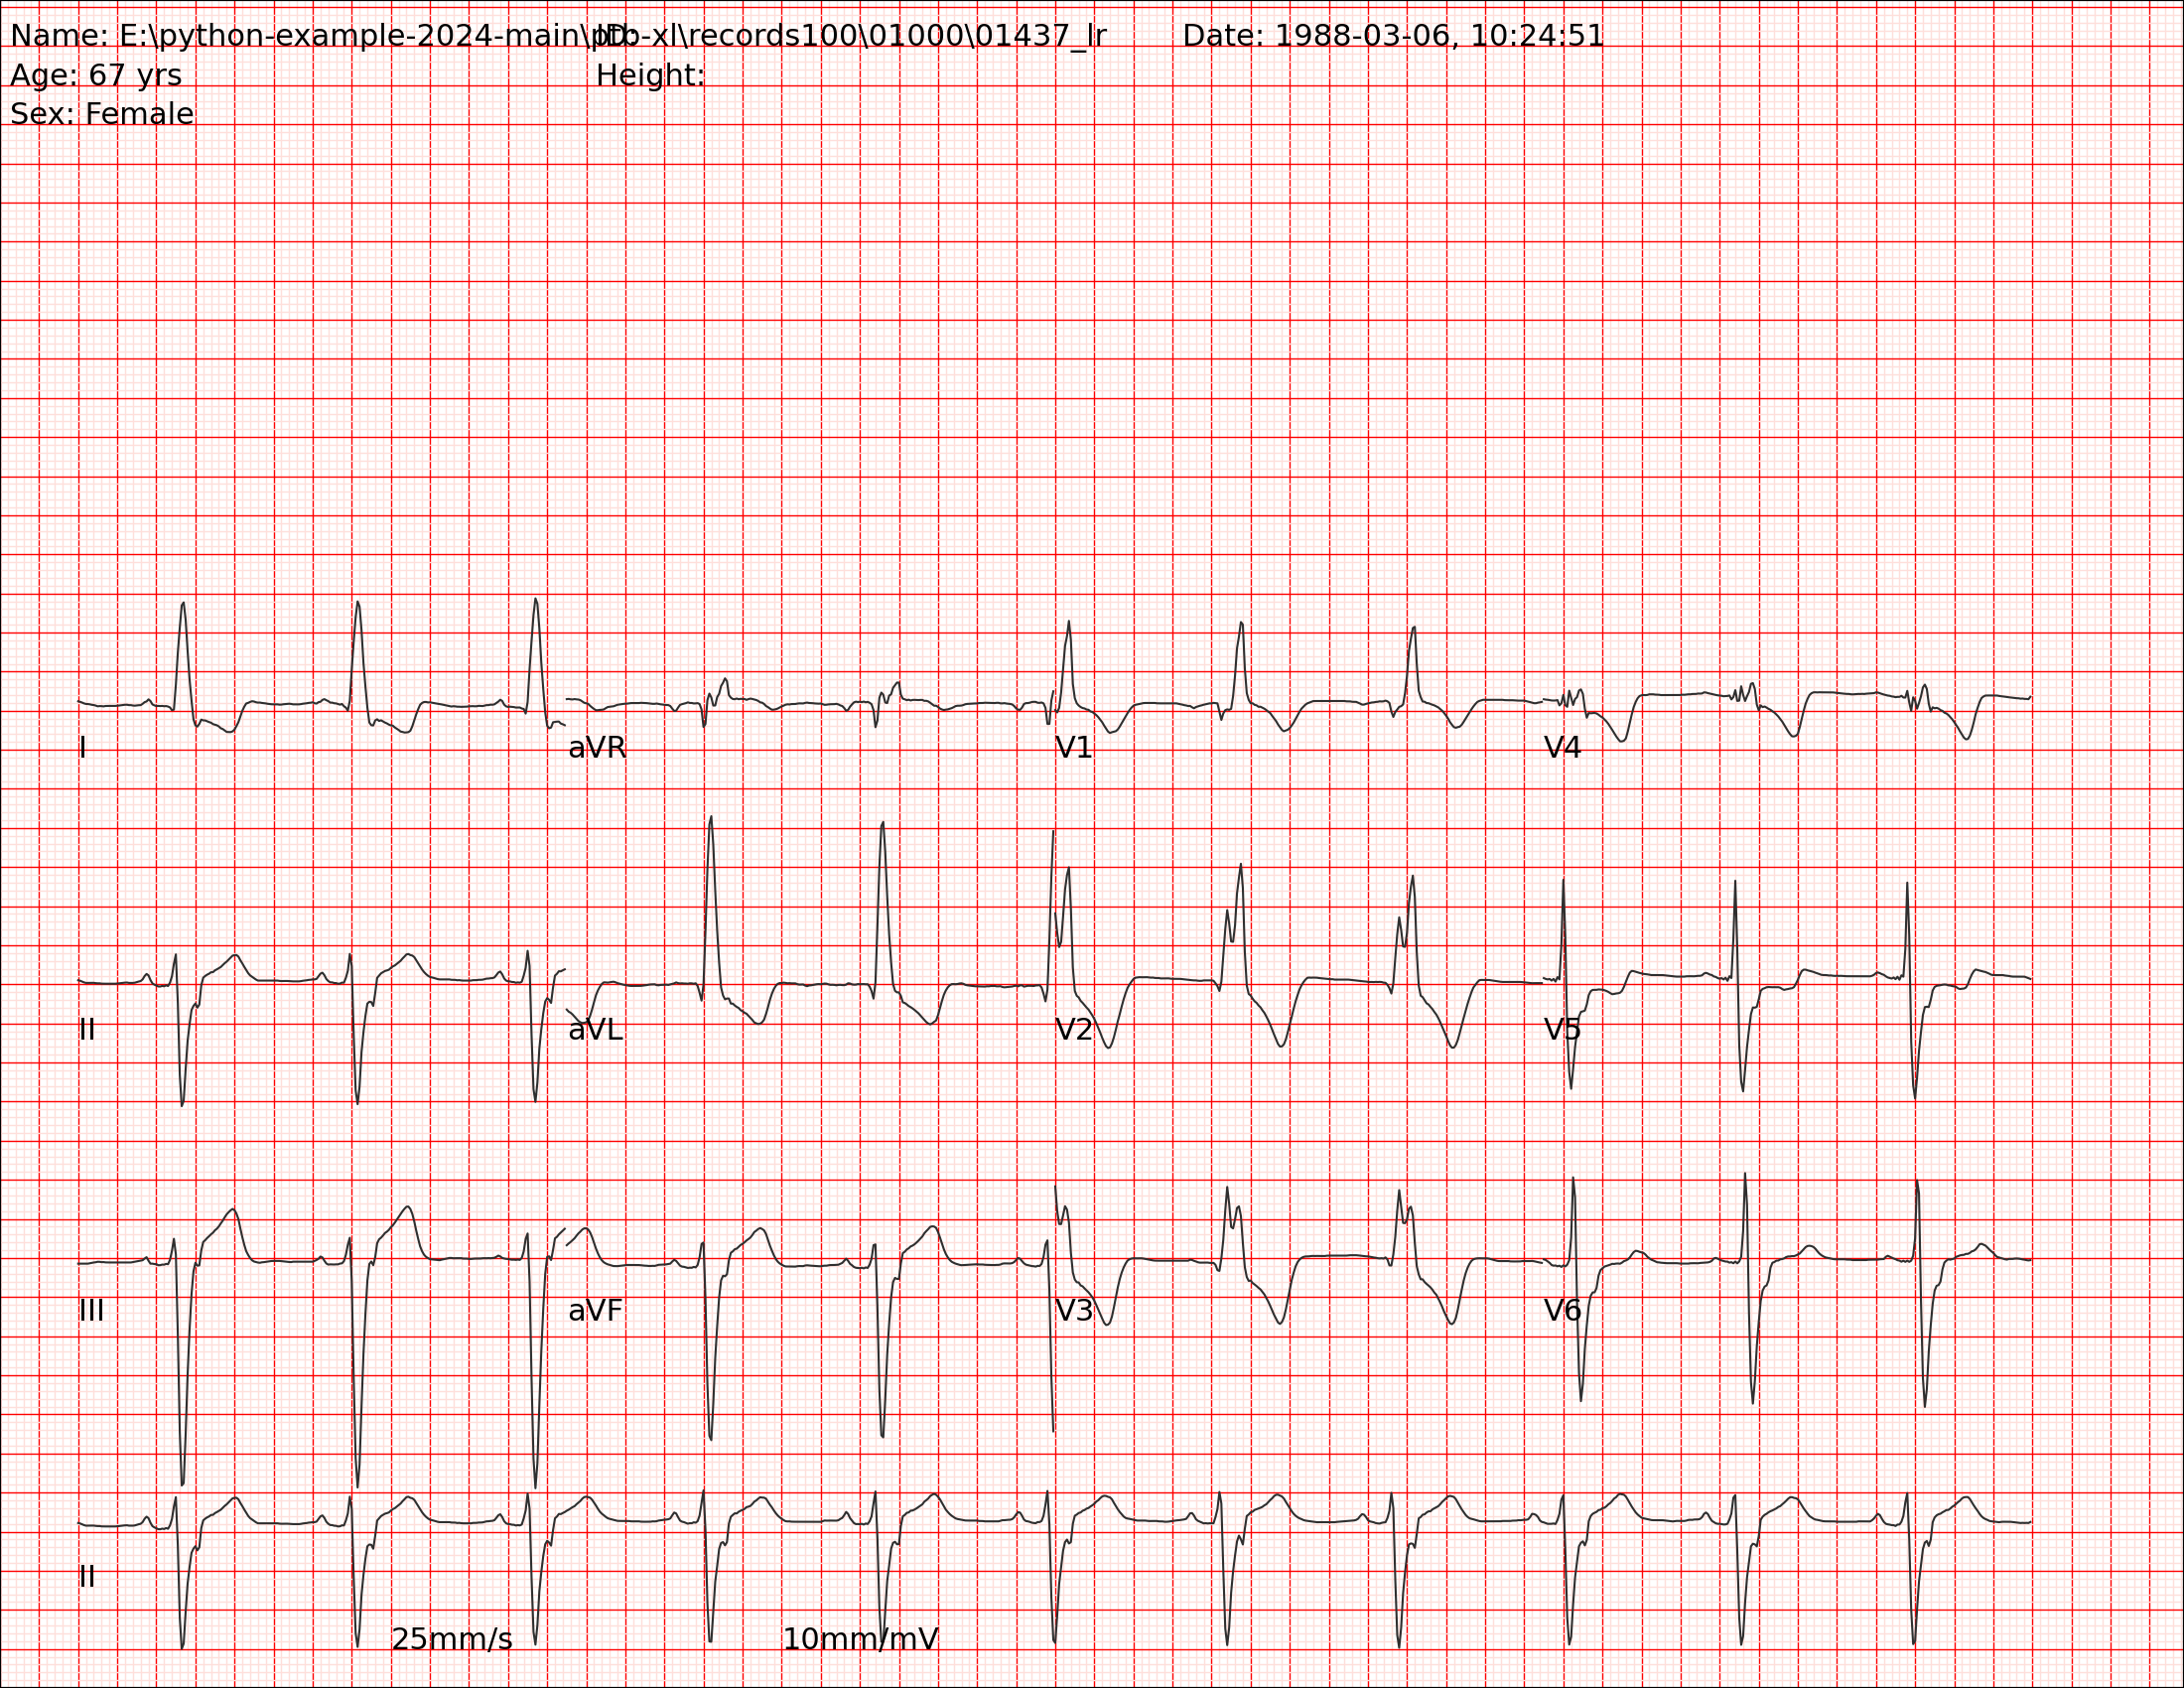 Name: E:\python-example-2024-main\ptb-xl\records100\01000\01437_lr ID: Date: 1988-03-06, 10:24:51
Age: 67 yrs Height:
Sex: Female
I aVR V1 V4
II aVL V2 V5
III aVF V3 V6
II
25mm/s 10mm/mV